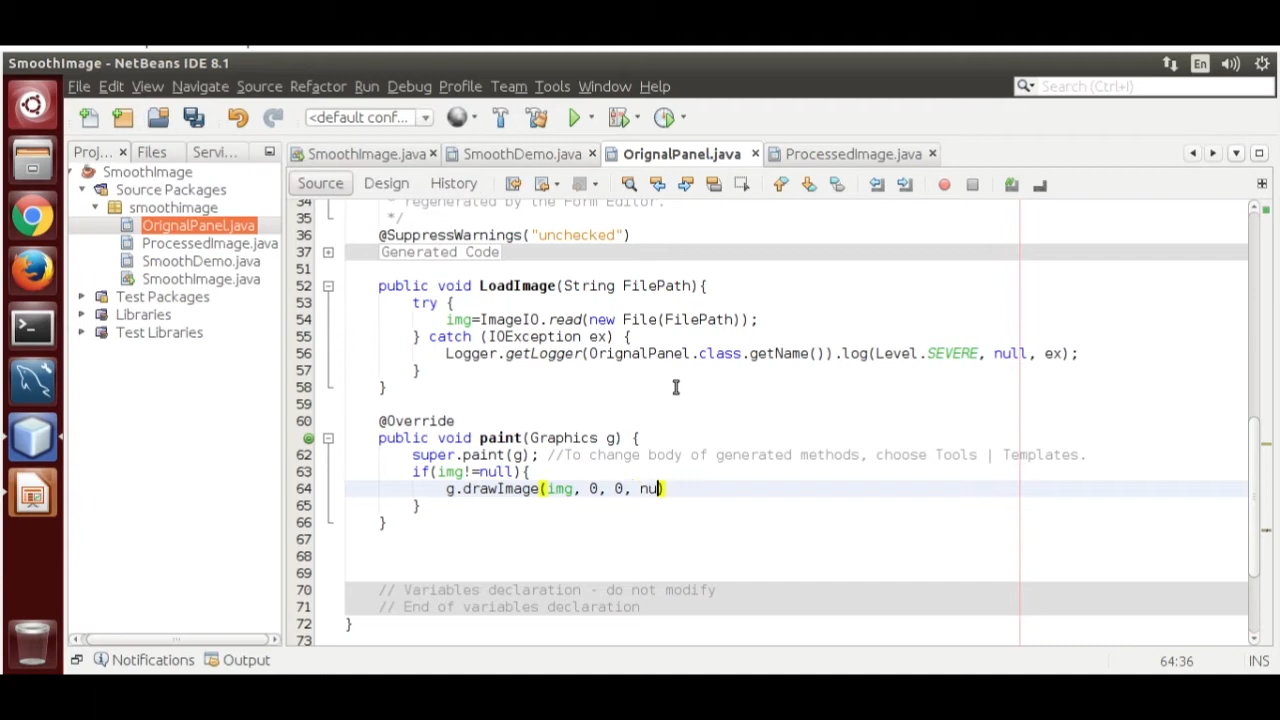 SmoothImage - NetBeans IDE 8.1
En
File Edit View Navigate Source Refactor Run Debug Profile Team Tools Window Help
Search (Ctrl+I)
<default conf...
Proj... × Files Servi...
SmoothImage.java × SmoothDemo.java × OrignalPanel.java × ProcessedImage.java ×
SmoothImage
Source Packages
smoothimage
OrignalPanel.java
ProcessedImage.java
SmoothDemo.java
SmoothImage.java
Test Packages
Libraries
Test Libraries
Source Design History
34 * regenerated by the Form Editor.
35 */
36 @SuppressWarnings("unchecked")
37 Generated Code
51
52 public void LoadImage(String FilePath){
53 try {
54 img=ImageIO.read(new File(FilePath));
55 } catch (IOException ex) {
56 Logger.getLogger(OrignalPanel.class.getName()).log(Level.SEVERE, null, ex);
57 }
58 }
59
60 @Override
61 public void paint(Graphics g) {
62 super.paint(g); //To change body of generated methods, choose Tools | Templates.
63 if(img!=null){
64 g.drawImage(img, 0, 0, nu)
65 }
66 }
67
68
69
70 // Variables declaration - do not modify
71 // End of variables declaration
72 }
73
Notifications Output
64:36 INS